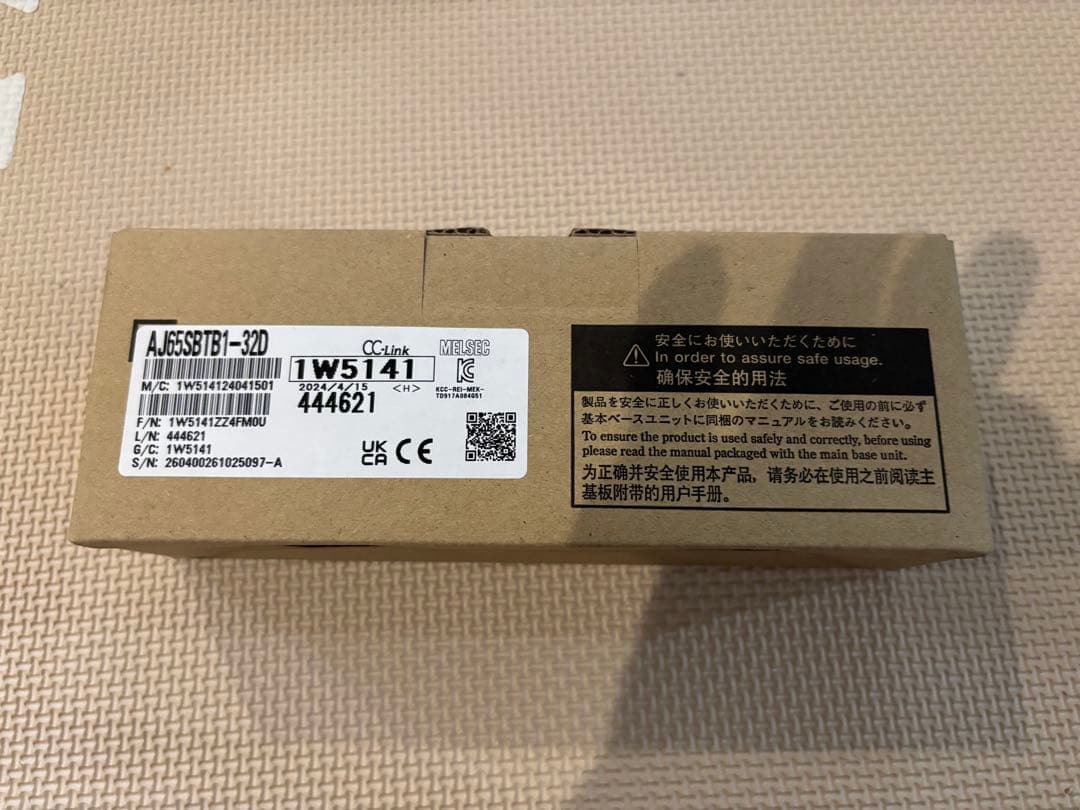 AJ65SBTB1-32D
CC-Link
MELSEC
1W5141
M/C: 1W514124041501
2024/4/15 <H>
KCC-REI-MEK-
TD917A084G51
444621
F/N: 1W5141ZZ4FM0U
L/N: 444621
G/C: 1W5141
S/N: 260400261025097-A
UK
CA
CE
安全にお使いいただくために
In order to assure safe usage.
确保安全的用法
製品を安全に正しくお使いいただくために、ご使用の前に必ず
基本ベースユニットに同梱のマニュアルをお読みください。
To ensure the product is used safely and correctly, before using
please read the manual packaged with the main base unit.
为正确并安全使用本产品，请务必在使用之前阅读主
基板附带的用户手册。